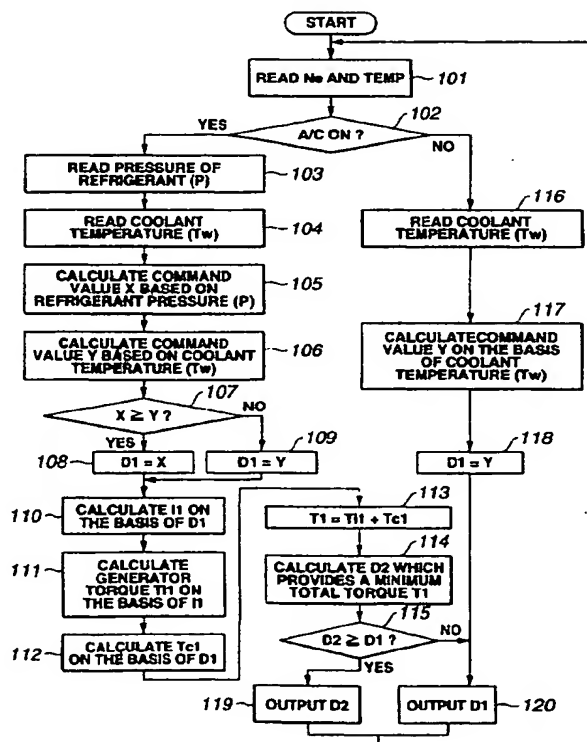 START
READ Ne AND TEMP
101
102
A/C ON ?
YES
NO
READ PRESSURE OF
REFRIGERANT (P)
103
READ COOLANT
TEMPERATURE (Tw)
104
CALCULATE COMMAND
VALUE X BASED ON
REFRIGERANT PRESSURE (P)
105
CALCULATE COMMAND
VALUE Y BASED ON COOLANT
TEMPERATURE (Tw)
106
107
X ≧ Y ?
YES
NO
108
D1 = X
109
D1 = Y
110
CALCULATE I1 ON
THE BASIS OF D1
111
CALCULATE
GENERATOR
TORQUE Ti1 ON
THE BASIS OF I1
112
CALCULATE Tc1
ON THE BASIS OF D1
113
T1 = Ti1 + Tc1
114
CALCULATE D2 WHICH
PROVIDES A MINIMUM
TOTAL TORQUE T1
115
D2 ≧ D1 ?
NO
YES
116
READ COOLANT
TEMPERATURE (Tw)
117
CALCULATECOMMAND
VALUE Y ON THE BASIS
OF COOLANT
TEMPERATURE (Tw)
118
D1 = Y
119
OUTPUT D2
OUTPUT D1
120